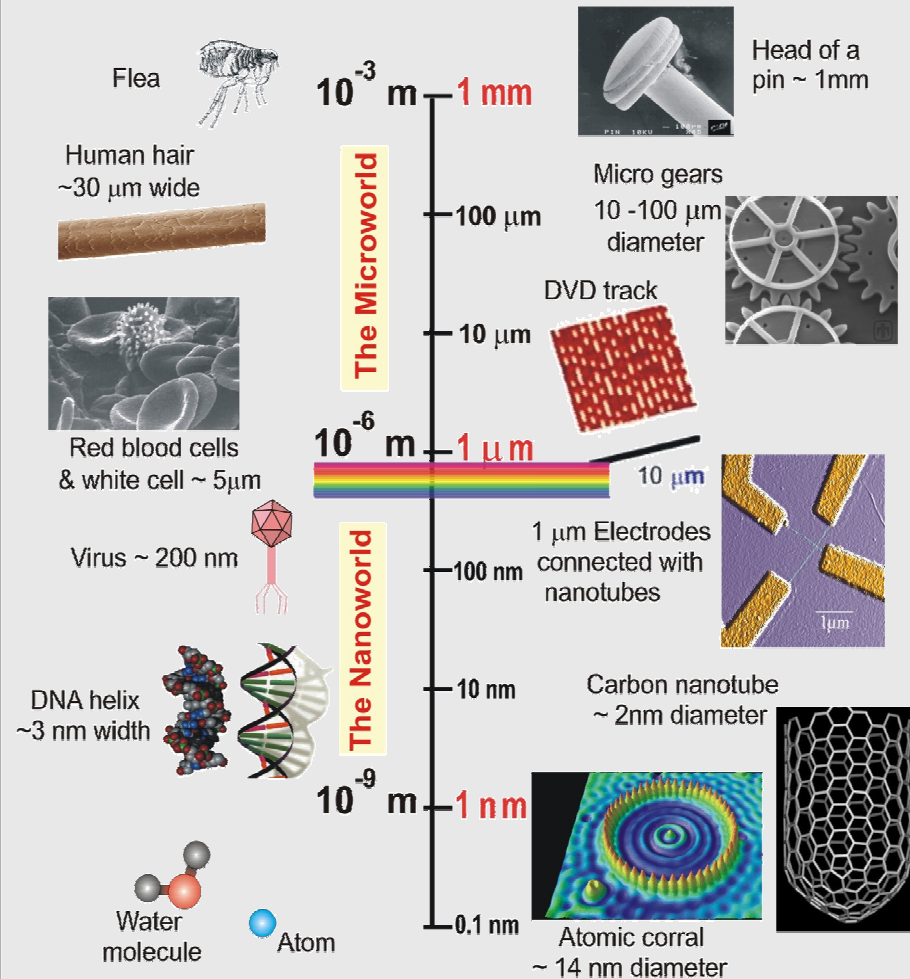 Flea
10⁻³ m
1 mm
Head of a
pin ~ 1mm
PIN 10KV
Human hair
~30 μm wide
The Microworld
100 μm
Micro gears
10 -100 μm
diameter
DVD track
10 μm
10⁻⁶ m
1 μm
10 μm
Red blood cells
& white cell ~ 5μm
Virus ~ 200 nm
The Nanoworld
100 nm
1 μm Electrodes
connected with
nanotubes
1μm
DNA helix
~3 nm width
10 nm
Carbon nanotube
~ 2nm diameter
10⁻⁹ m
1 nm
Water
molecule
Atom
0.1 nm
Atomic corral
~ 14 nm diameter